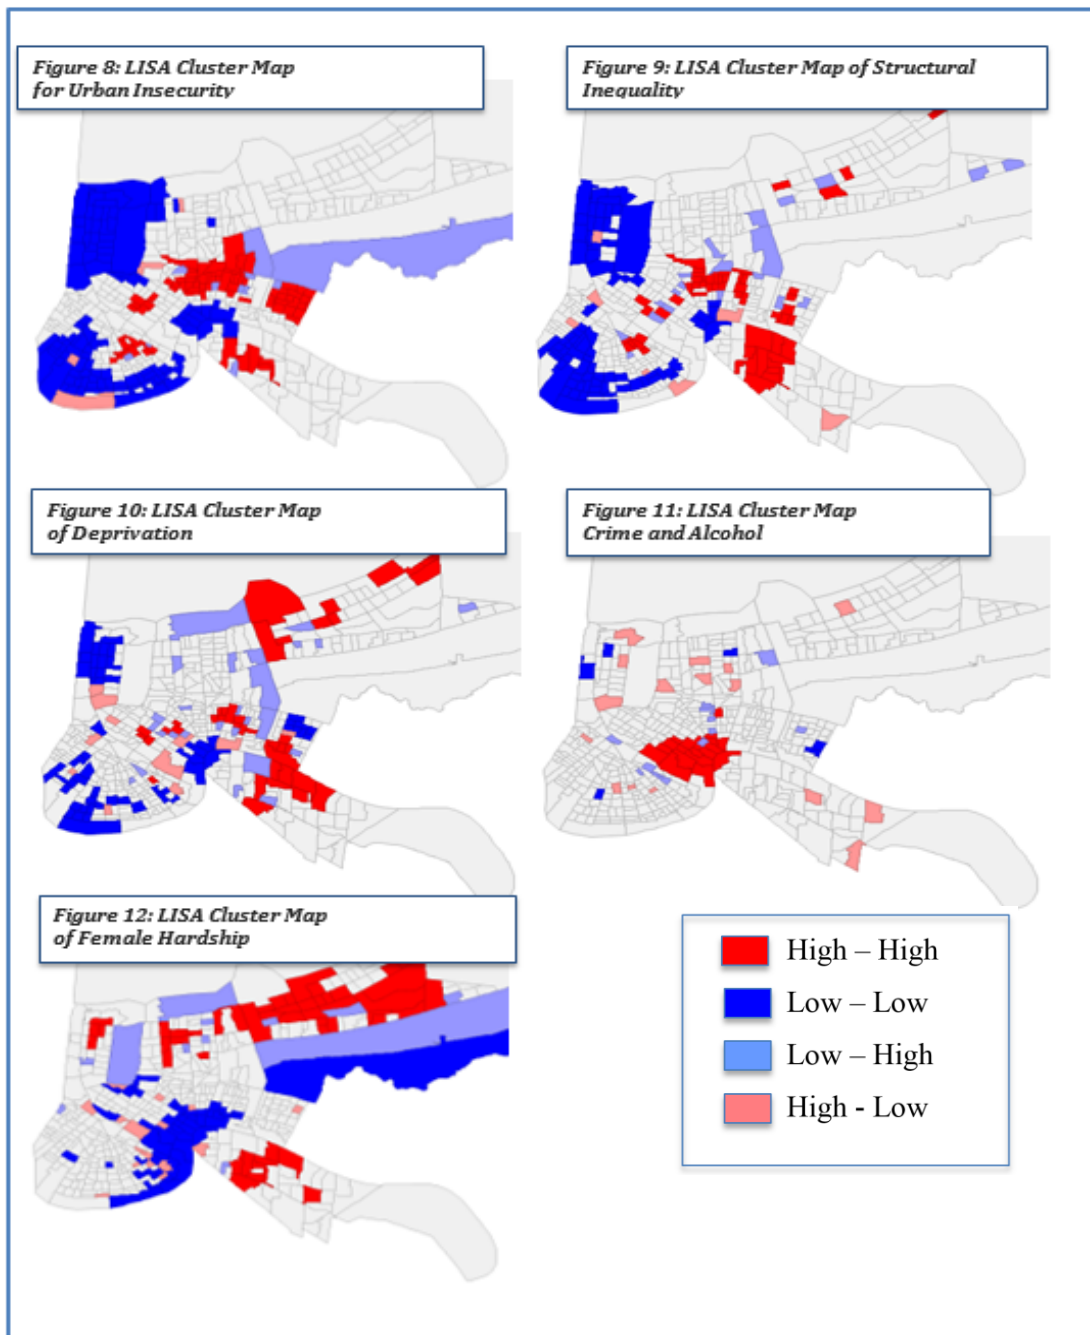 Figure 8: LISA Cluster Map
for Urban Insecurity
Figure 9: LISA Cluster Map of Structural
Inequality
Figure 10: LISA Cluster Map
of Deprivation
Figure 11: LISA Cluster Map
Crime and Alcohol
Figure 12: LISA Cluster Map
of Female Hardship
High – High
Low – Low
Low – High
High - Low